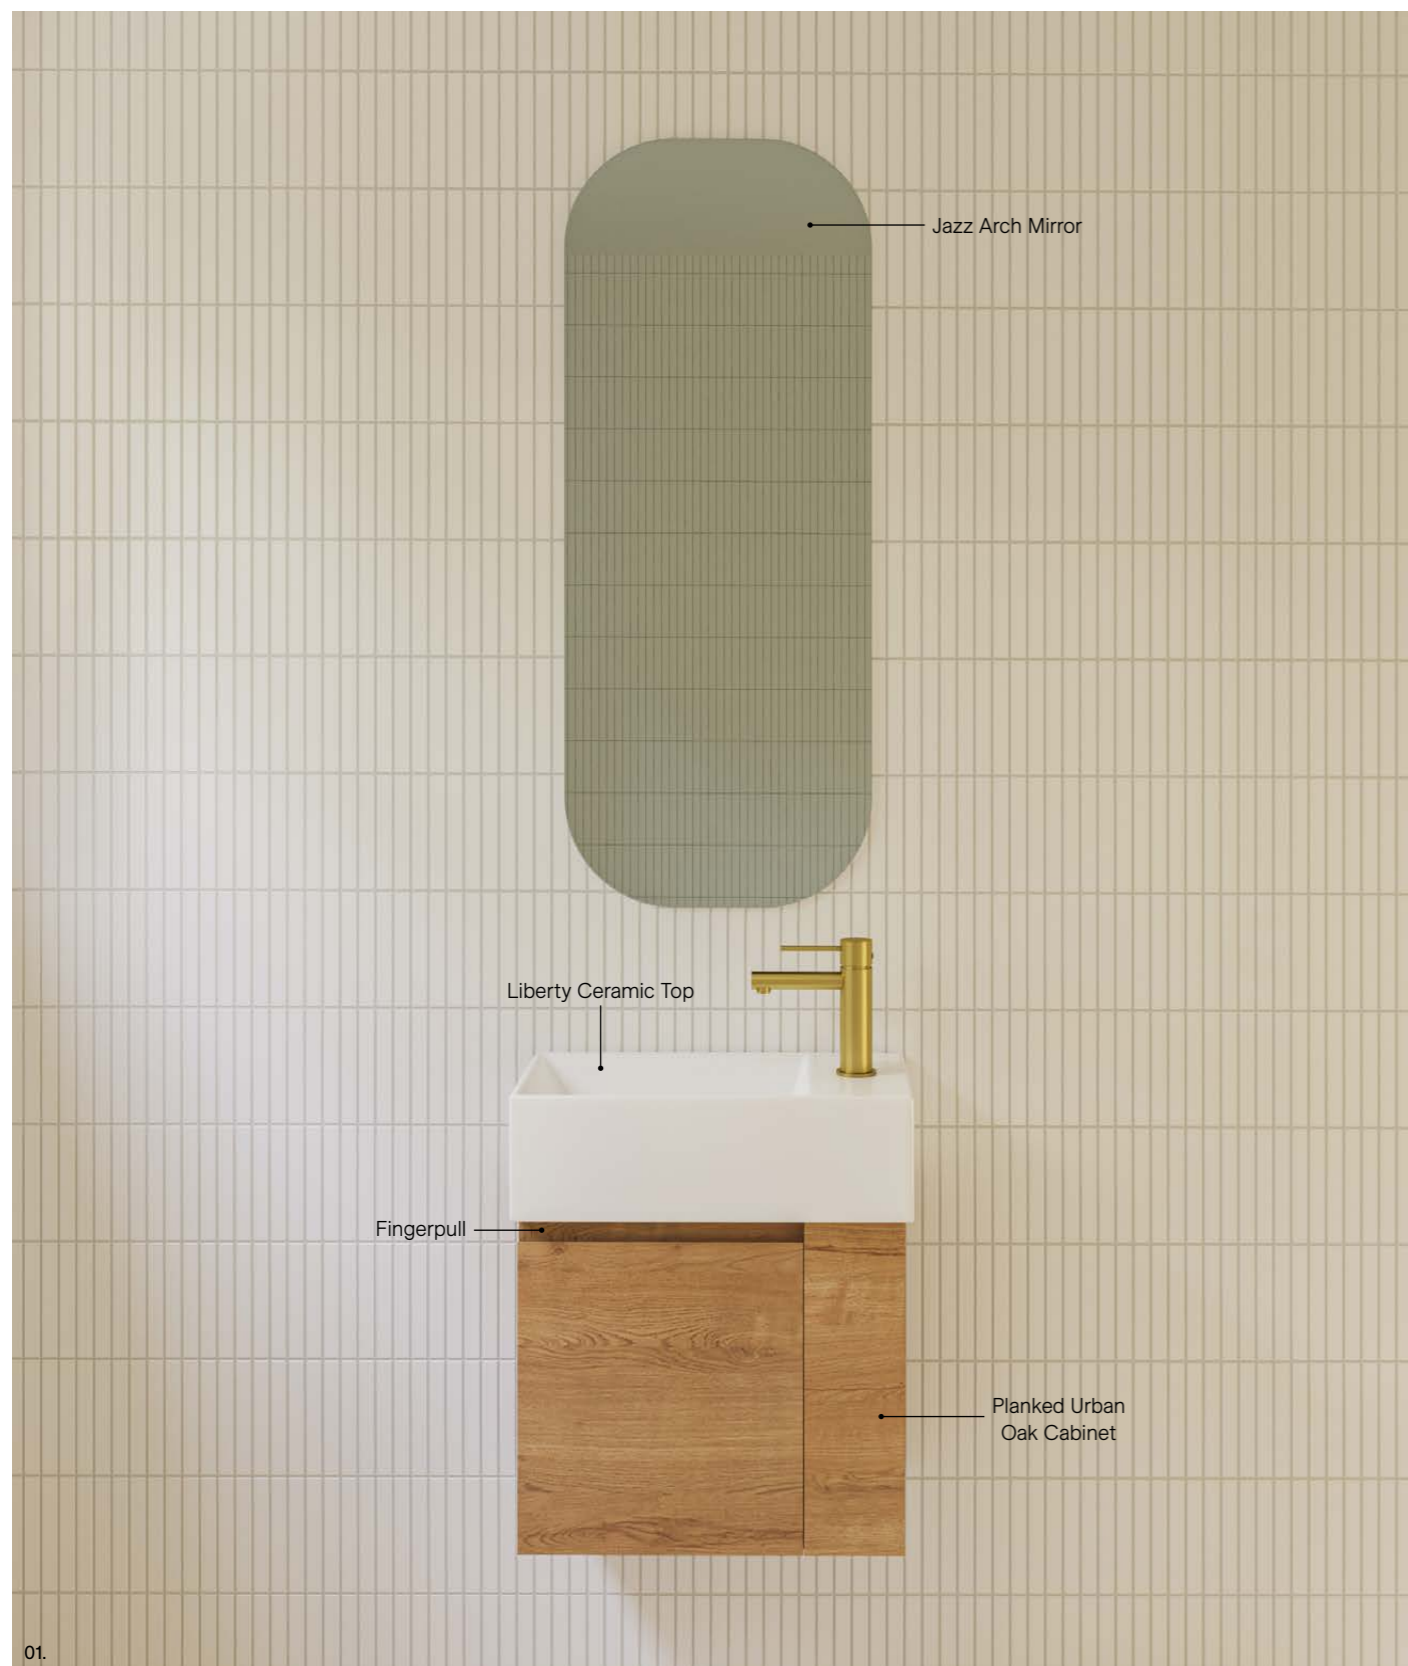 Jazz Arch Mirror
Liberty Ceramic Top
Fingerpull
Planked Urban
Oak Cabinet
01.